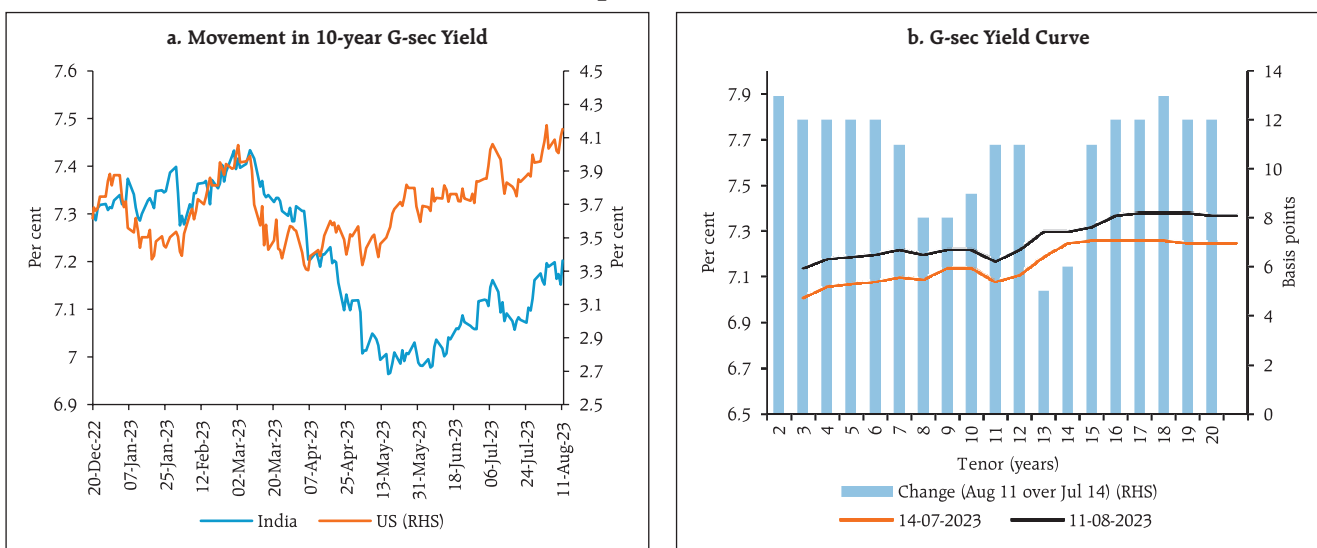 a. Movement in 10-year G-sec Yield
7.6
7.5
7.4
7.3
7.2
7.1
7
6.9
Per cent
4.5
4.3
4.1
3.9
3.7
3.5
3.3
3.1
2.9
2.7
2.5
Per cent
20-Dec-22
07-Jan-23
25-Jan-23
12-Feb-23
02-Mar-23
20-Mar-23
07-Apr-23
25-Apr-23
13-May-23
31-May-23
18-Jun-23
06-Jul-23
24-Jul-23
11-Aug-23
India
US (RHS)
b. G-sec Yield Curve
7.9
7.7
7.5
7.3
7.1
6.9
6.7
6.5
Per cent
14
12
10
8
6
4
2
0
Basis points
2
3
4
5
6
7
8
9
10
11
12
13
14
15
16
17
18
19
20
Tenor (years)
Change (Aug 11 over Jul 14) (RHS)
14-07-2023
11-08-2023